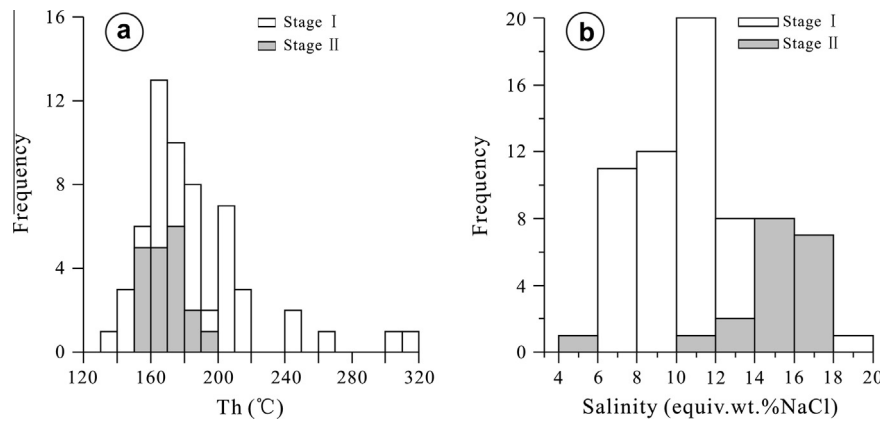 a
Stage Ⅰ
Stage Ⅱ
16
12
8
4
0
Frequency
120 160 200 240 280 320
Th (℃)
b
Stage Ⅰ
Stage Ⅱ
20
16
12
8
4
0
Frequency
4 6 8 10 12 14 16 18 20
Salinity (equiv.wt.%NaCl)